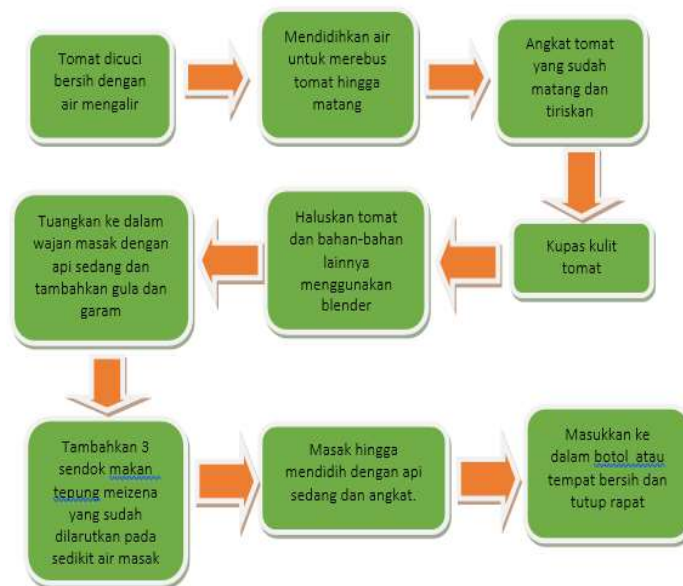 Tomat dicuci
bersih dengan
air mengalir
Mendidihkan air
untuk merebus
tomat hingga
matang
Angkat tomat
yang sudah
matang dan
tiriskan
Kupas kulit
tomat
Haluskan tomat
dan bahan-bahan
lainnya
menggunakan
blender
Tuangkan ke dalam
wajan masak dengan
api sedang dan
tambahkan gula dan
garam
Tambahkan 3
sendok makan
tepung meizena
yang sudah
dilarutkan pada
sedikit air masak
Masak hingga
mendidih dengan api
sedang dan angkat.
Masukkan ke
dalam botol atau
tempat bersih dan
tutup rapat